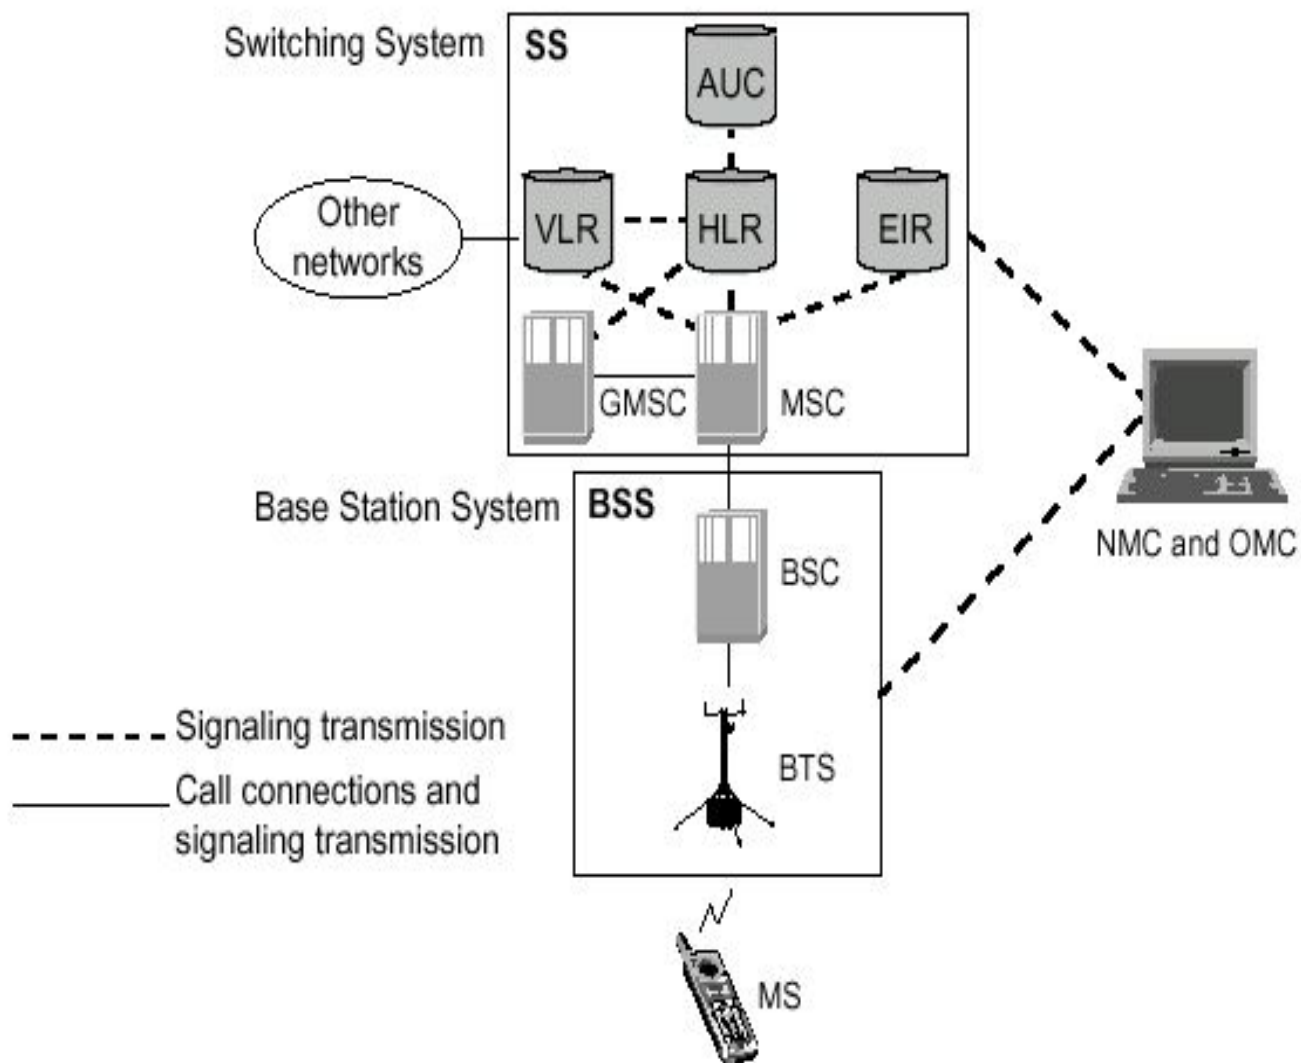 Switching System
SS
AUC
Other
networks
VLR
HLR
EIR
GMSC
MSC
Base Station System
BSS
BSC
NMC and OMC
Signaling transmission
BTS
Call connections and
signaling transmission
MS